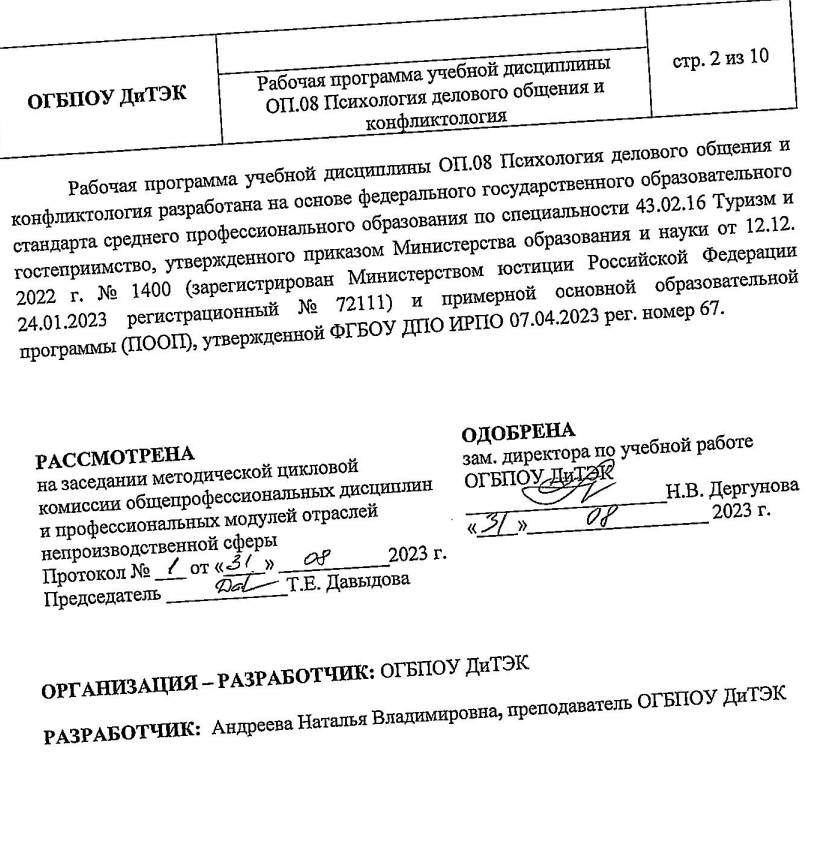 ОГБПОУ ДиТЭК
Рабочая программа учебной дисциплины
ОП.08 Психология делового общения и
конфликтология
стр. 2 из 10
Рабочая программа учебной дисциплины ОП.08 Психология делового общения и
конфликтология разработана на основе федерального государственного образовательного
стандарта среднего профессионального образования по специальности 43.02.16 Туризм и
гостеприимство, утвержденного приказом Министерства образования и науки от 12.12.
2022 г. № 1400 (зарегистрирован Министерством юстиции Российской Федерации
24.01.2023 регистрационный № 72111) и примерной основной образовательной
программы (ПООП), утвержденной ФГБОУ ДПО ИРПО 07.04.2023 рег. номер 67.
РАССМОТРЕНА
на заседании методической цикловой
комиссии общепрофессиональных дисциплин
и профессиональных модулей отраслей
непроизводственной сферы
Протокол № 1 от «31» 08 2023 г.
Председатель Т.Е. Давыдова
ОДОБРЕНА
зам. директора по учебной работе
ОГБПОУ ДиТЭК
Н.В. Дергунова
«31» 08 2023 г.
ОРГАНИЗАЦИЯ – РАЗРАБОТЧИК: ОГБПОУ ДиТЭК
РАЗРАБОТЧИК: Андреева Наталья Владимировна, преподаватель ОГБПОУ ДиТЭК